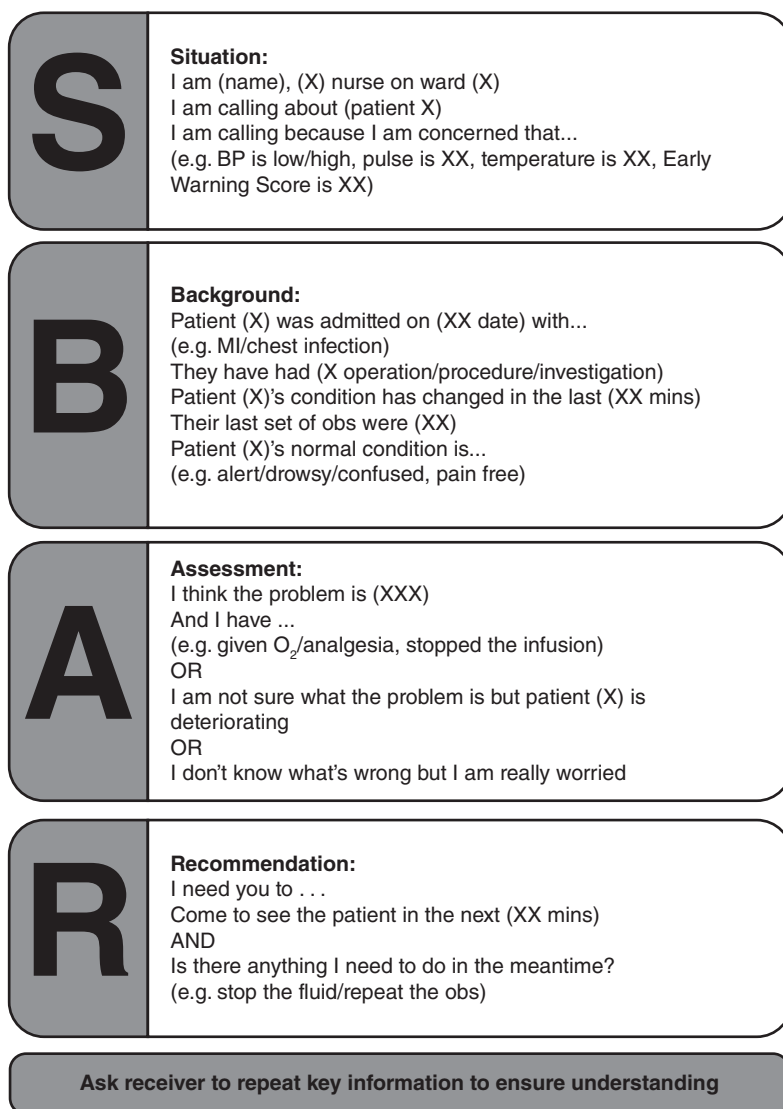 S
Situation:
I am (name), (X) nurse on ward (X)
I am calling about (patient X)
I am calling because I am concerned that...
(e.g. BP is low/high, pulse is XX, temperature is XX, Early
Warning Score is XX)
B
Background:
Patient (X) was admitted on (XX date) with...
(e.g. MI/chest infection)
They have had (X operation/procedure/investigation)
Patient (X)'s condition has changed in the last (XX mins)
Their last set of obs were (XX)
Patient (X)'s normal condition is...
(e.g. alert/drowsy/confused, pain free)
A
Assessment:
I think the problem is (XXX)
And I have ...
(e.g. given O₂/analgesia, stopped the infusion)
OR
I am not sure what the problem is but patient (X) is
deteriorating
OR
I don't know what's wrong but I am really worried
R
Recommendation:
I need you to . . .
Come to see the patient in the next (XX mins)
AND
Is there anything I need to do in the meantime?
(e.g. stop the fluid/repeat the obs)
Ask receiver to repeat key information to ensure understanding